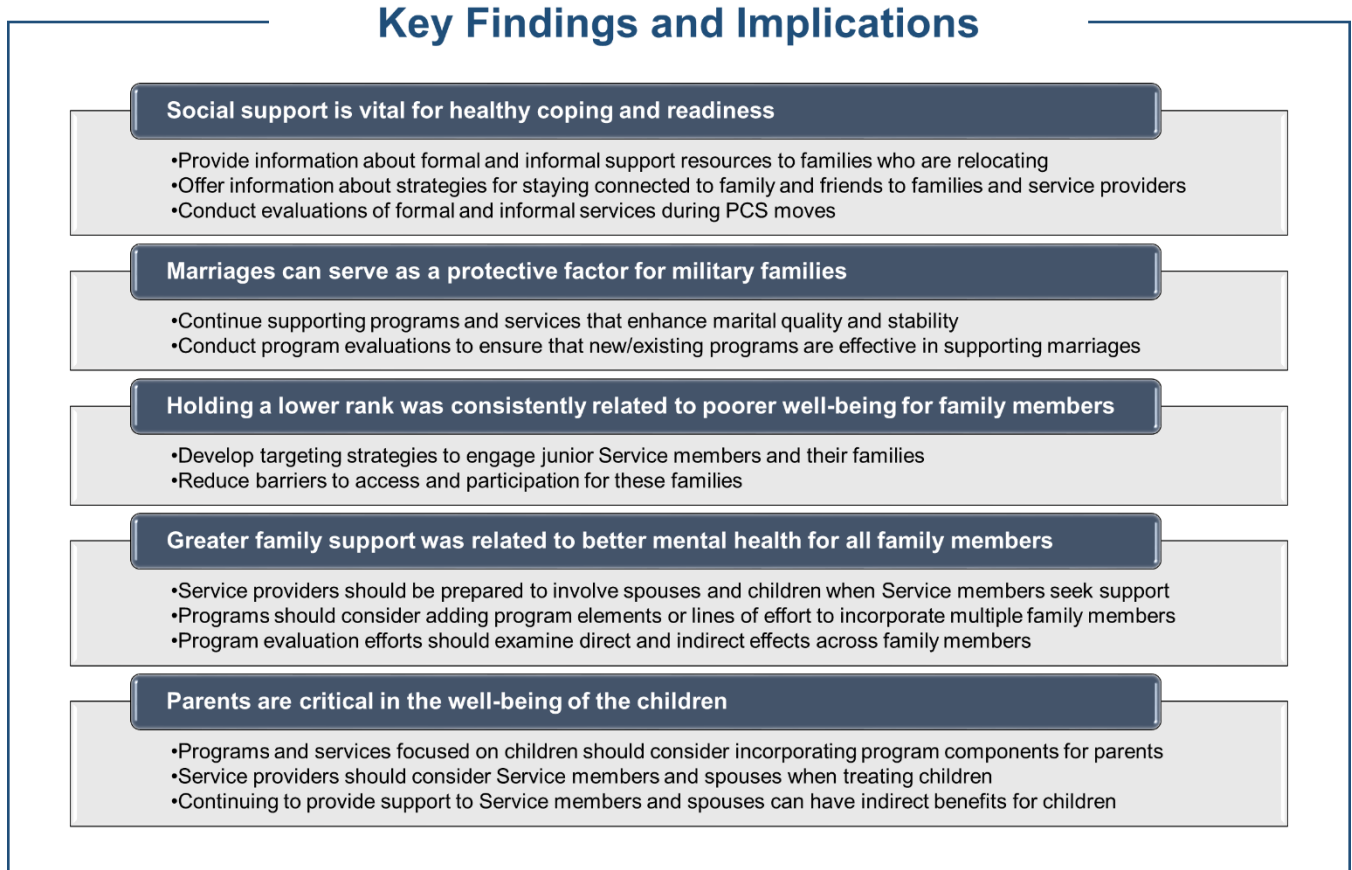 Key Findings and Implications
Social support is vital for healthy coping and readiness
•Provide information about formal and informal support resources to families who are relocating
•Offer information about strategies for staying connected to family and friends to families and service providers
•Conduct evaluations of formal and informal services during PCS moves
Marriages can serve as a protective factor for military families
•Continue supporting programs and services that enhance marital quality and stability
•Conduct program evaluations to ensure that new/existing programs are effective in supporting marriages
Holding a lower rank was consistently related to poorer well-being for family members
•Develop targeting strategies to engage junior Service members and their families
•Reduce barriers to access and participation for these families
Greater family support was related to better mental health for all family members
•Service providers should be prepared to involve spouses and children when Service members seek support
•Programs should consider adding program elements or lines of effort to incorporate multiple family members
•Program evaluation efforts should examine direct and indirect effects across family members
Parents are critical in the well-being of the children
•Programs and services focused on children should consider incorporating program components for parents
•Service providers should consider Service members and spouses when treating children
•Continuing to provide support to Service members and spouses can have indirect benefits for children